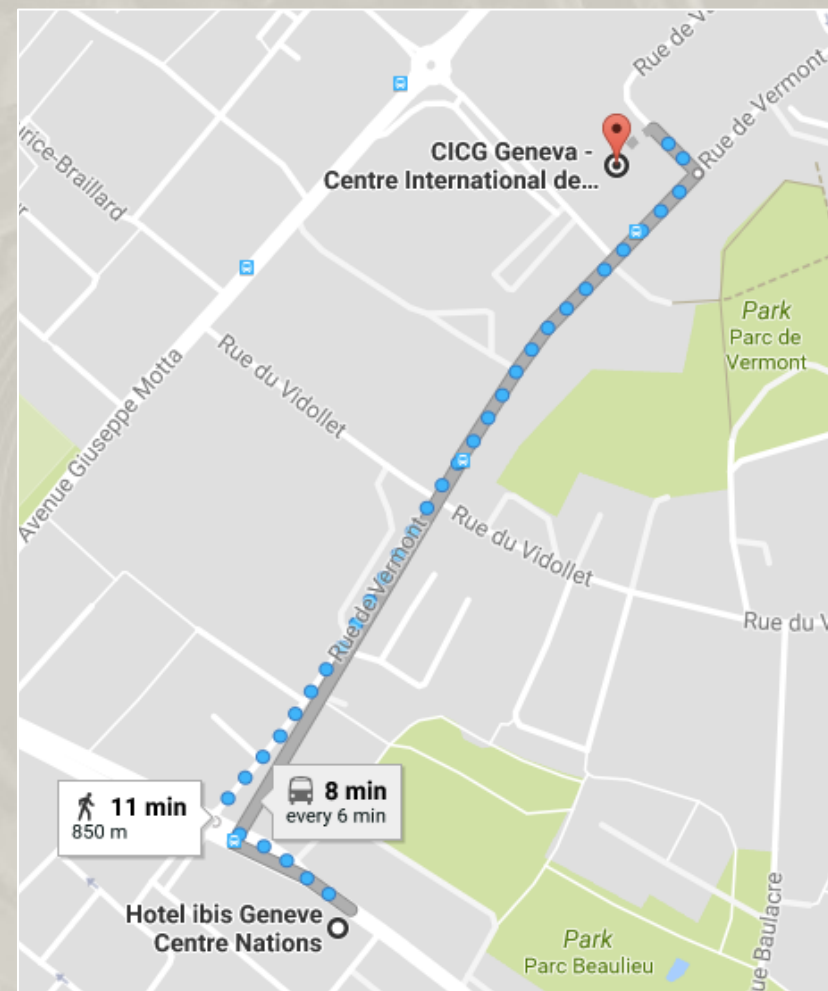 Rue de V
Rue de Vermont
CICG Geneva -
Centre International de...
rice-Braillard
Park
Parc de
Vermont
Rue du Vidollet
Avenue Giuseppe Motta
Rue du Vidollet
Rue de Vermont
Rue du V
11 min
850 m
8 min
every 6 min
Hotel ibis Geneve
Centre Nations
Park
Parc Beaulieu
ue Baulacre